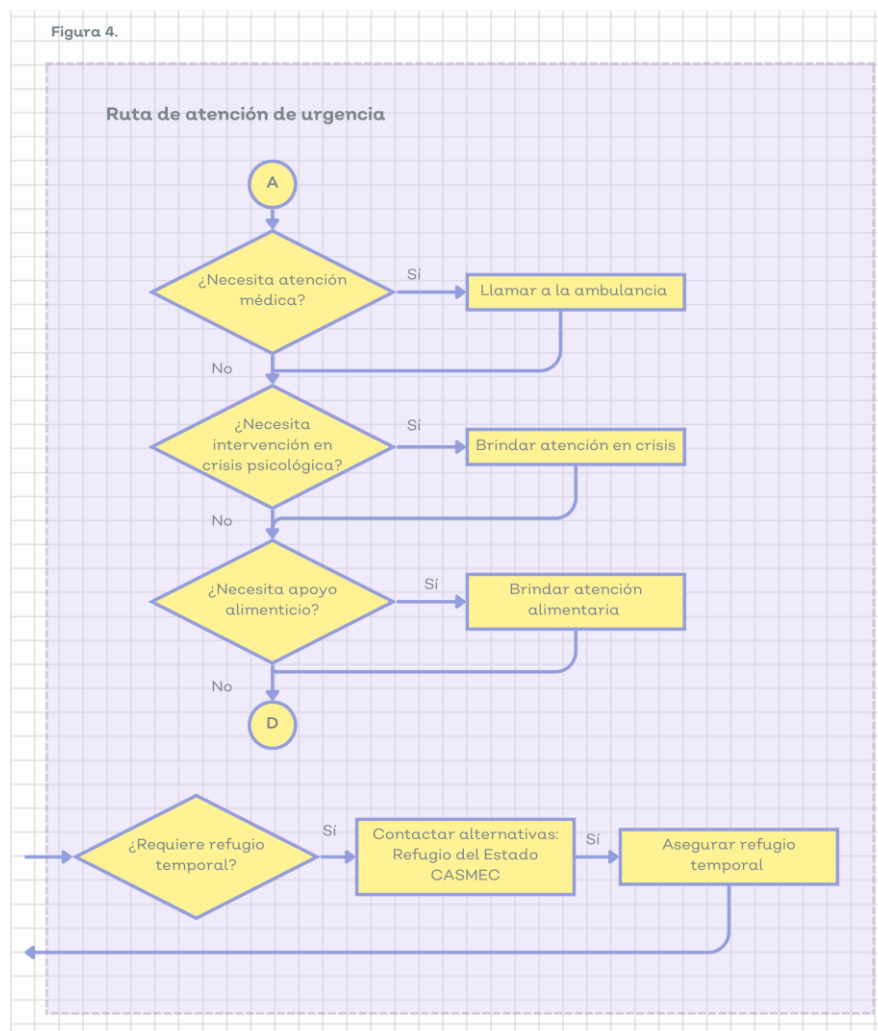 Figura 4.
Ruta de atención de urgencia
A
¿Necesita atención
médica?
Sí
Llamar a la ambulancia
No
¿Necesita
intervención en
crisis psicológica?
Sí
Brindar atención en crisis
No
¿Necesita apoyo
alimenticio?
Sí
Brindar atención
alimentaria
No
D
¿Requiere refugio
temporal?
Sí
Contactar alternativas:
Refugio del Estado
CASMEC
Sí
Asegurar refugio
temporal